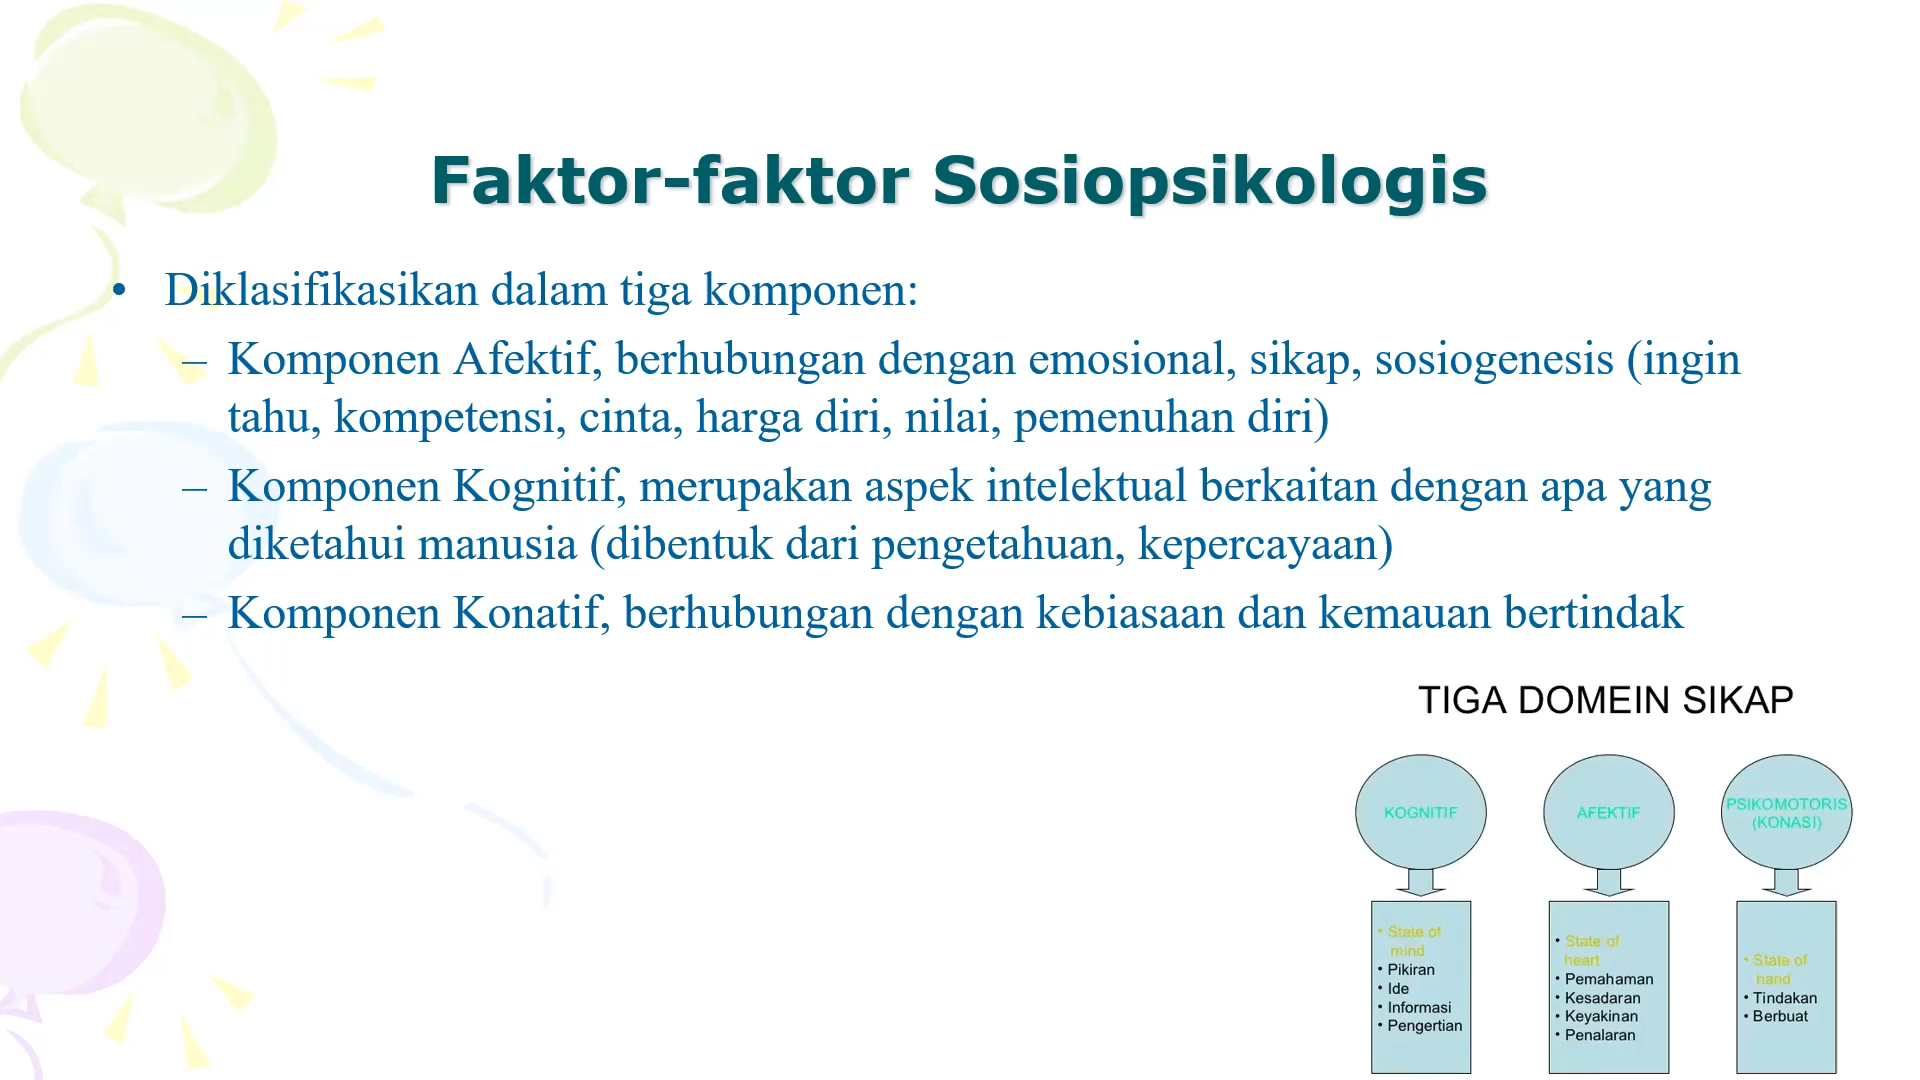 Faktor-faktor Sosiopsikologis
• Diklasifikasikan dalam tiga komponen:
– Komponen Afektif, berhubungan dengan emosional, sikap, sosiogenesis (ingin
tahu, kompetensi, cinta, harga diri, nilai, pemenuhan diri)
– Komponen Kognitif, merupakan aspek intelektual berkaitan dengan apa yang
diketahui manusia (dibentuk dari pengetahuan, kepercayaan)
– Komponen Konatif, berhubungan dengan kebiasaan dan kemauan bertindak
TIGA DOMEIN SIKAP
KOGNITIF
• State of
mind
• Pikiran
• Ide
• Informasi
• Pengertian
AFEKTIF
• State of
heart
• Pemahaman
• Kesadaran
• Keyakinan
• Penalaran
PSIKOMOTORIS
(KONASI)
• State of
hand
• Tindakan
• Berbuat